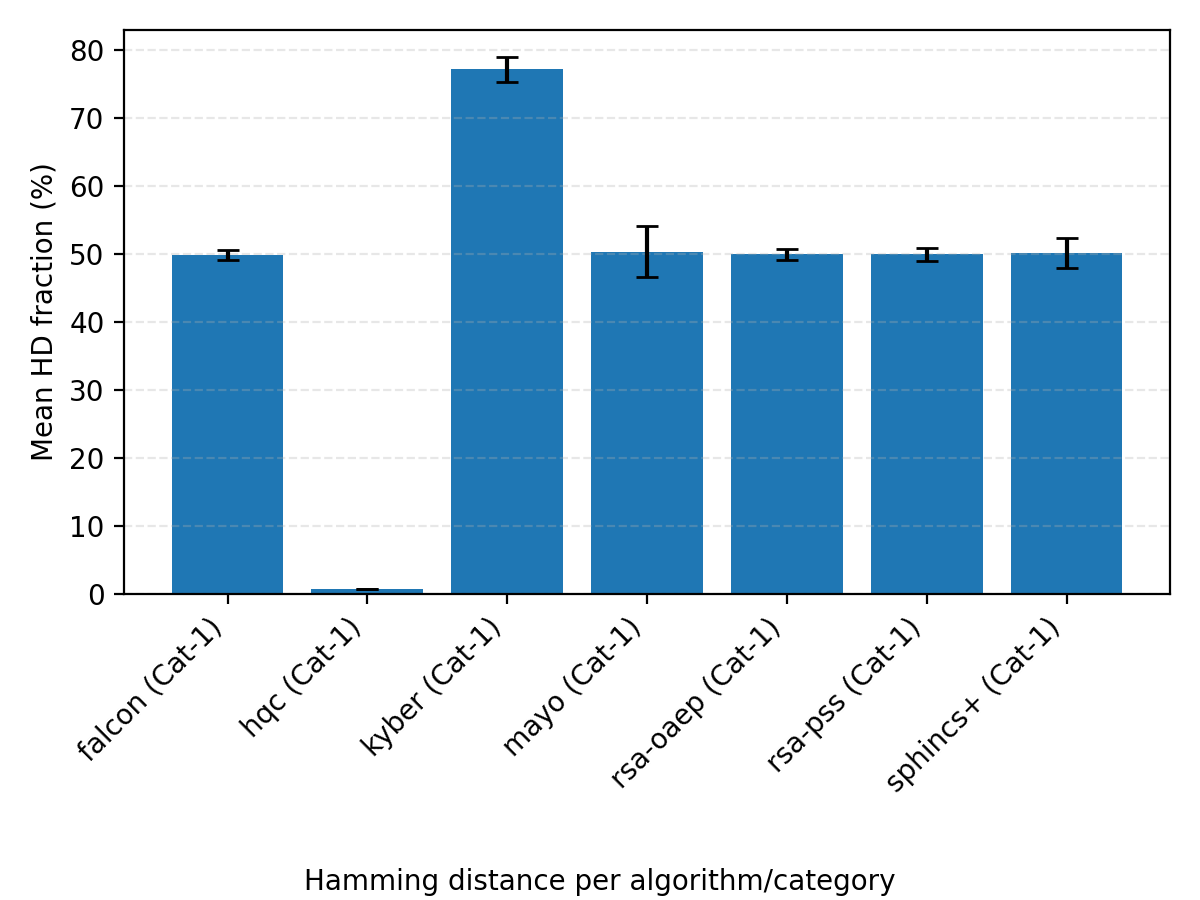 Mean HD fraction (%)
80
70
60
50
40
30
20
10
0
falcon (Cat-1)
hqc (Cat-1)
kyber (Cat-1)
mayo (Cat-1)
rsa-oaep (Cat-1)
rsa-pss (Cat-1)
sphincs+ (Cat-1)
Hamming distance per algorithm/category